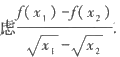 虑 \frac{f(x_1)-f(x_2)}{\sqrt{x_1}-\sqrt{x_2}}.